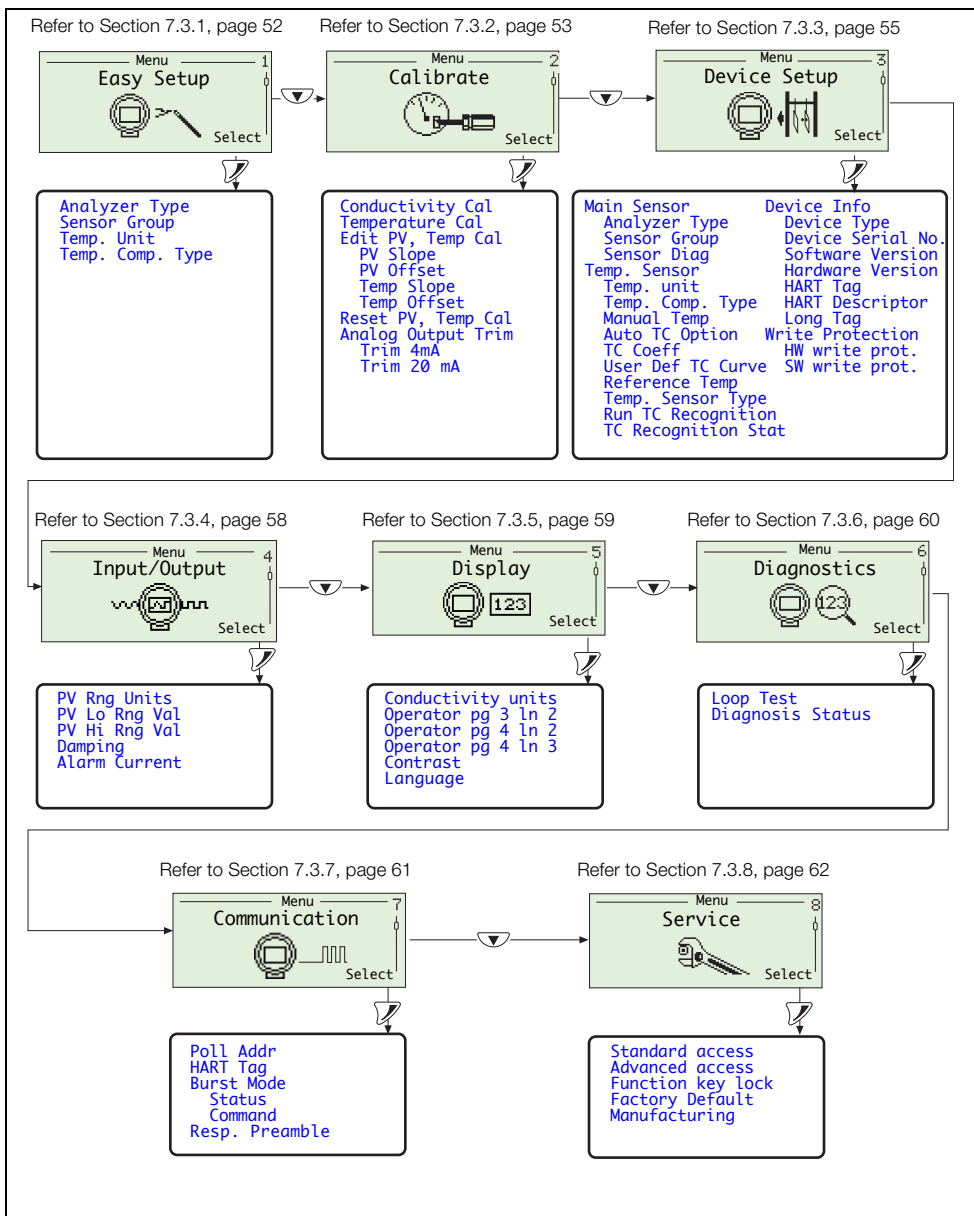 Refer to Section 7.3.1, page 52
Refer to Section 7.3.2, page 53
Refer to Section 7.3.3, page 55
Menu 1
Easy Setup
Select
Menu 2
Calibrate
Select
Menu 3
Device Setup
Select
Analyzer Type
Sensor Group
Temp. Unit
Temp. Comp. Type
Conductivity Cal
Temperature Cal
Edit PV, Temp Cal
PV Slope
PV Offset
Temp Slope
Temp Offset
Reset PV, Temp Cal
Analog Output Trim
Trim 4mA
Trim 20 mA
Main Sensor
Analyzer Type
Sensor Group
Sensor Diag
Temp. Sensor
Temp. unit
Temp. Comp. Type
Manual Temp
Auto TC Option
TC Coeff
User Def TC Curve
Reference Temp
Temp. Sensor Type
Run TC Recognition
TC Recognition Stat
Device Info
Device Type
Device Serial No.
Software Version
Hardware Version
HART Tag
HART Descriptor
Long Tag
Write Protection
HW write prot.
SW write prot.
Refer to Section 7.3.4, page 58
Refer to Section 7.3.5, page 59
Refer to Section 7.3.6, page 60
Menu 4
Input/Output
Select
Menu 5
Display
123
Select
Menu 6
Diagnostics
123
Select
PV Rng Units
PV Lo Rng Val
PV Hi Rng Val
Damping
Alarm Current
Conductivity units
Operator pg 3 ln 2
Operator pg 4 ln 2
Operator pg 4 ln 3
Contrast
Language
Loop Test
Diagnosis Status
Refer to Section 7.3.7, page 61
Refer to Section 7.3.8, page 62
Menu 7
Communication
Select
Menu 8
Service
Select
Poll Addr
HART Tag
Burst Mode
Status
Command
Resp. Preamble
Standard access
Advanced access
Function key lock
Factory Default
Manufacturing